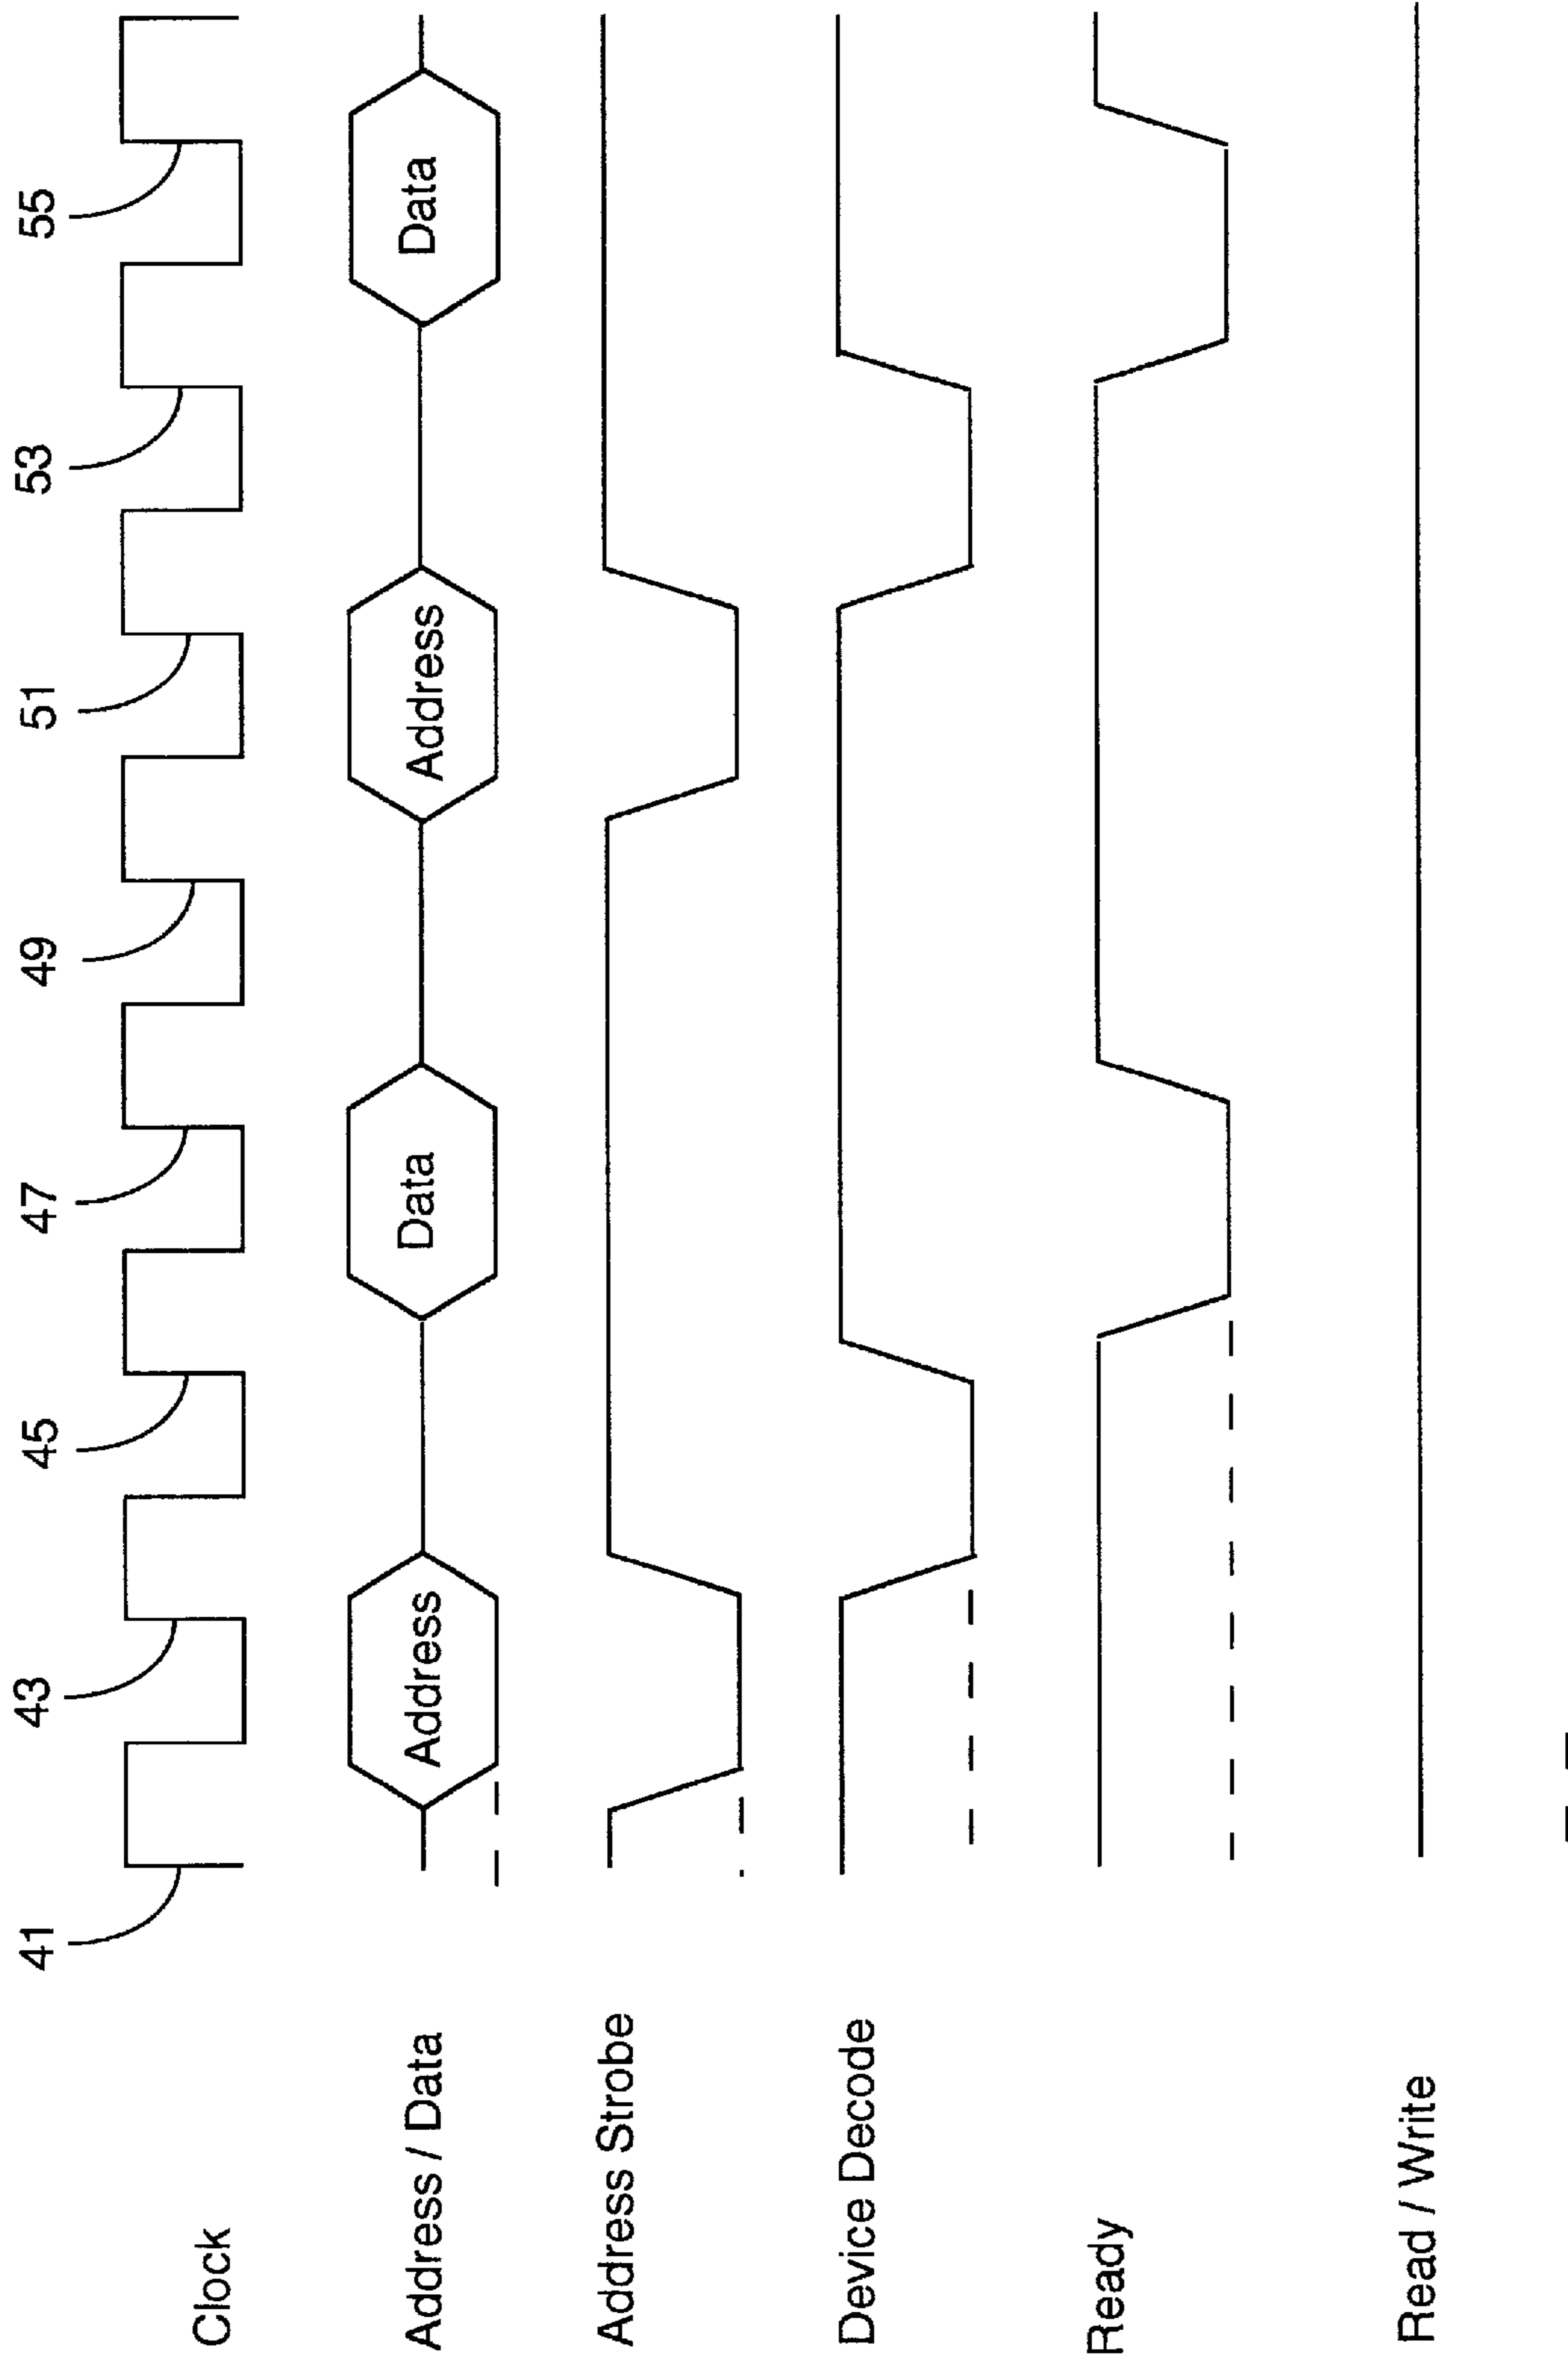 41 43 45 47 49 51 53 55
Clock
Address / Data Address Data Address Data
Address Strobe
Device Decode
Ready
Read / Write